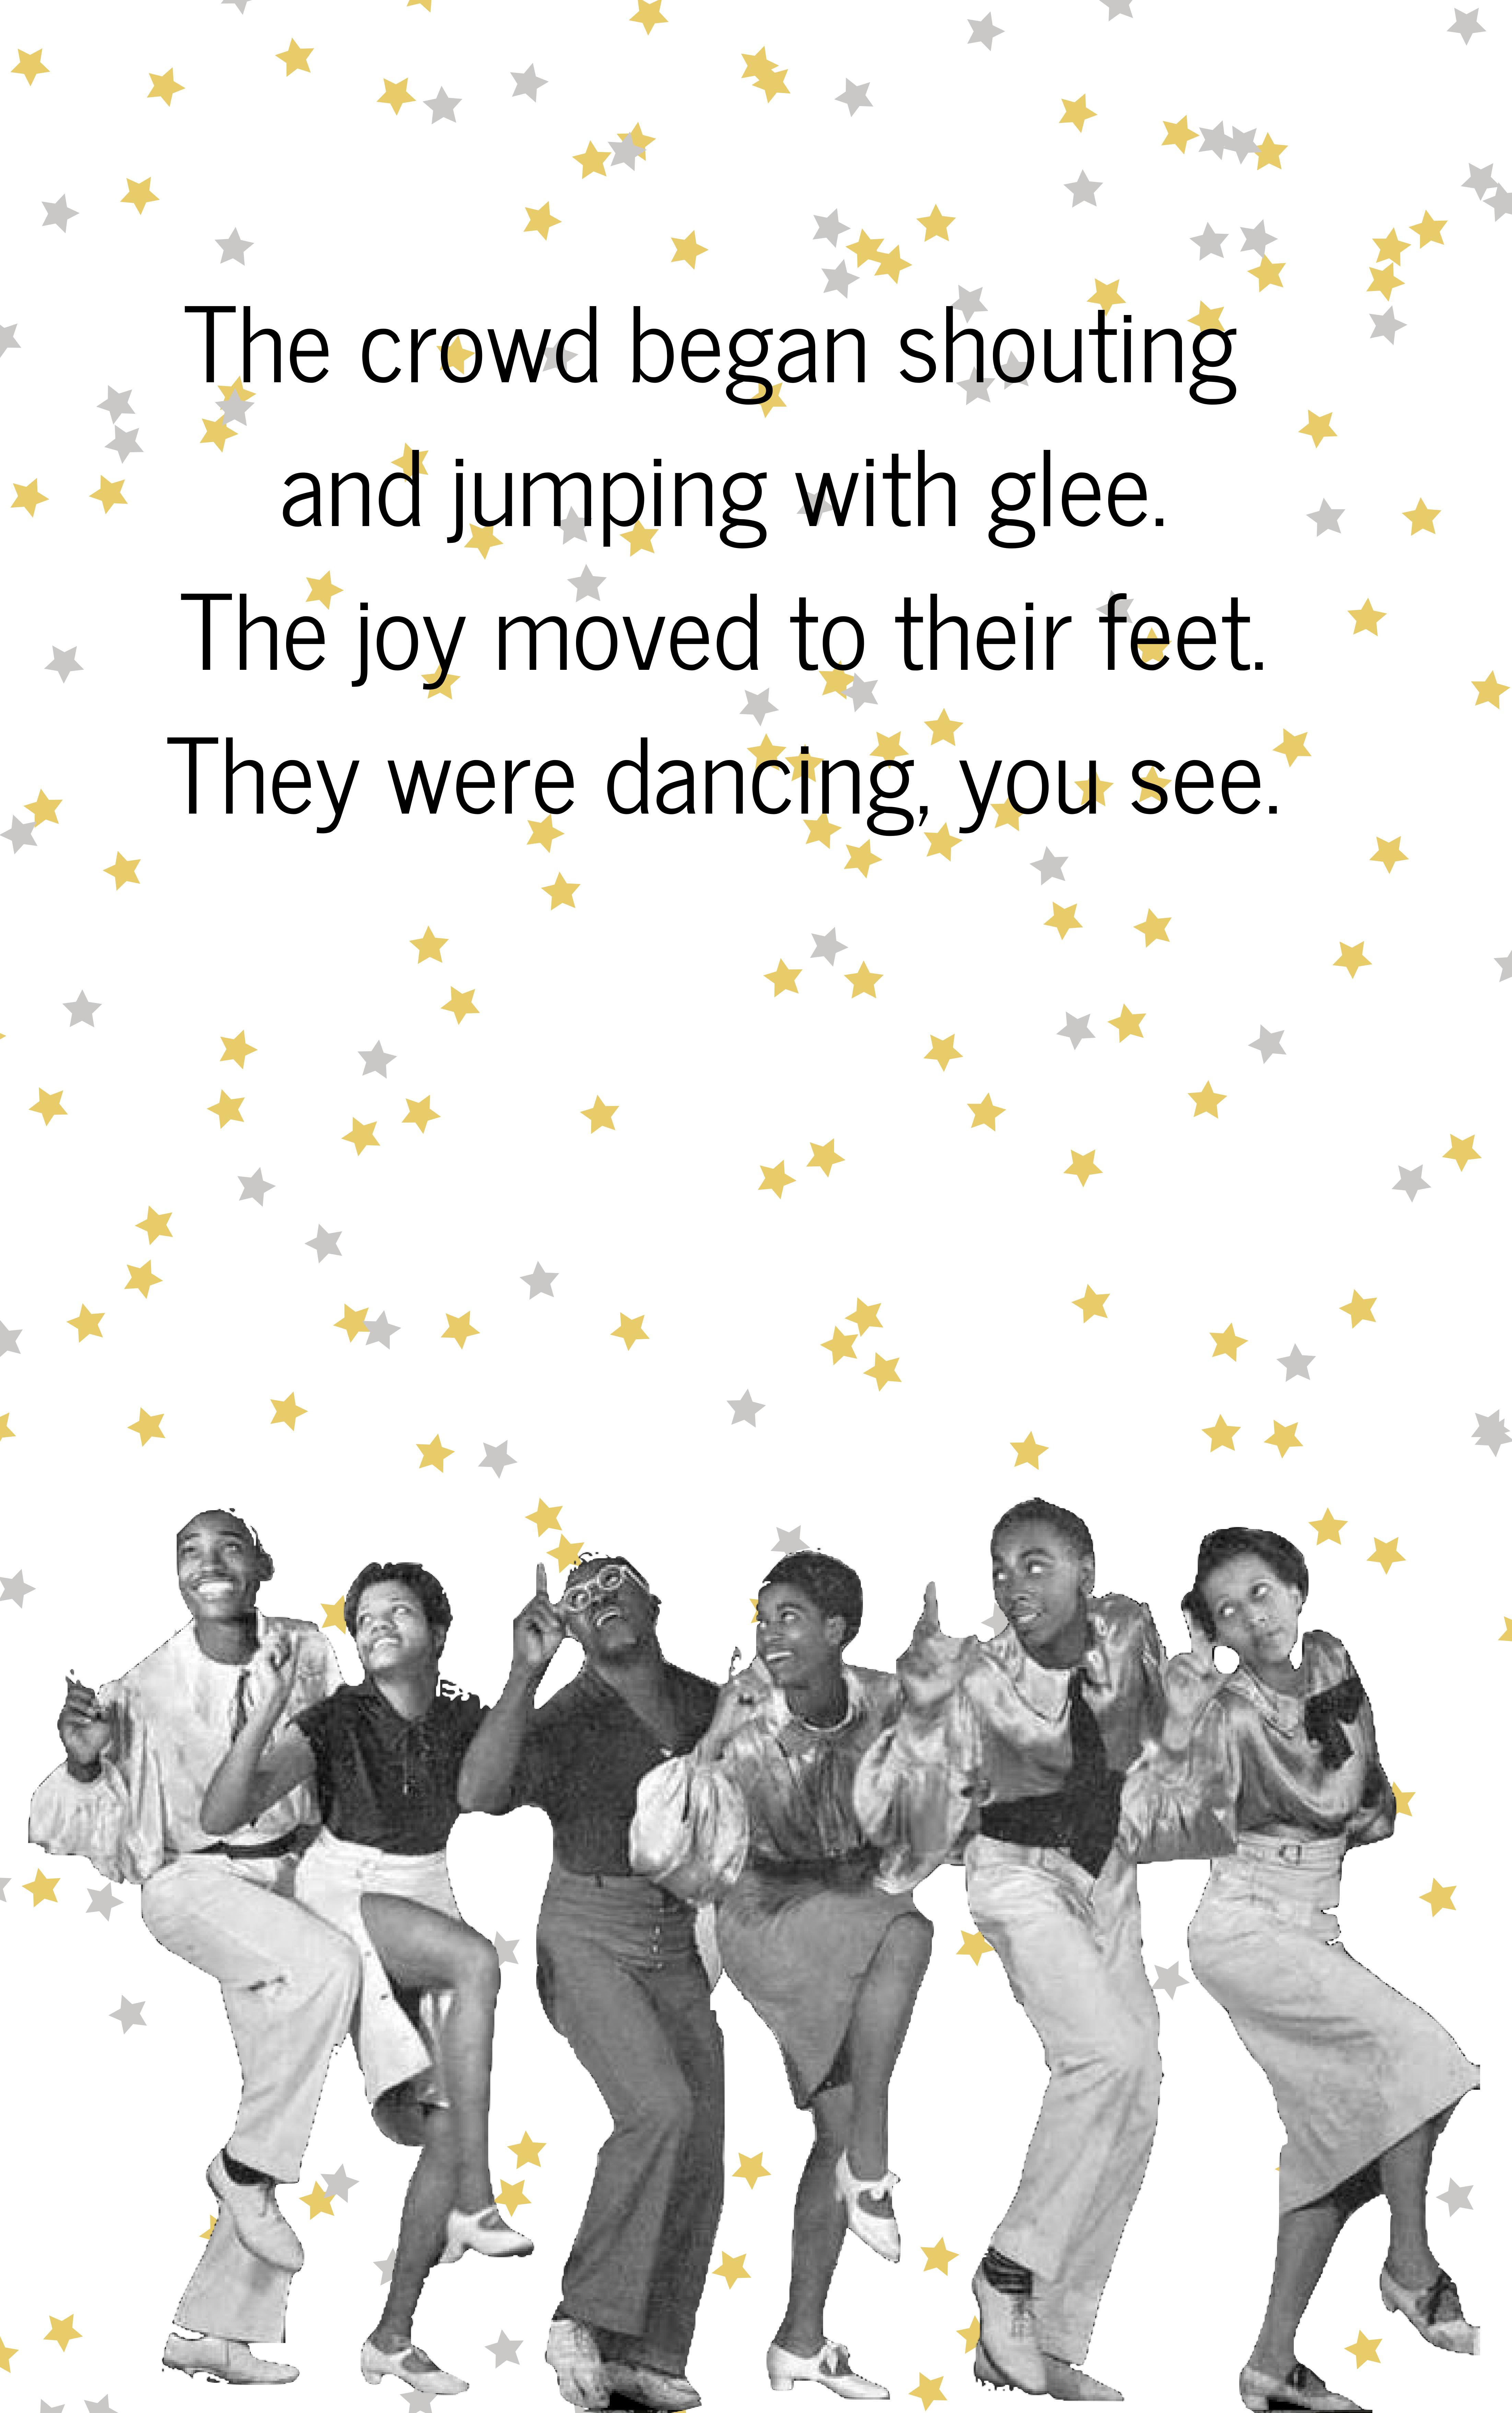 The crowd began shouting
and jumping with glee.
The joy moved to their feet.
They were dancing, you see.